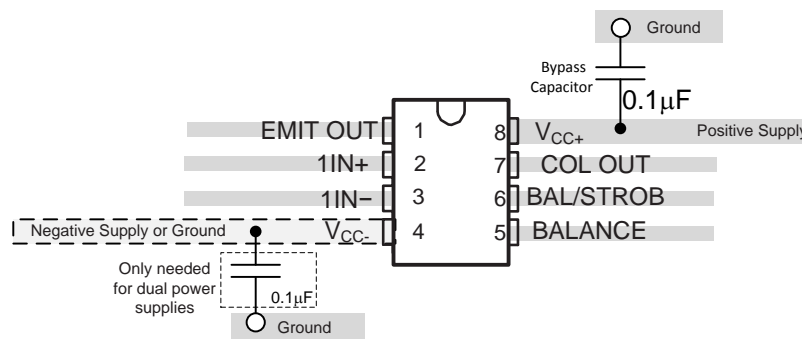 Ground
Bypass
Capacitor
0.1μF
EMIT OUT
1
8
VCC+
Positive Supply
1IN+
2
7
COL OUT
1IN−
3
6
BAL/STROB
Negative Supply or Ground
VCC-
4
5
BALANCE
Only needed
for dual power
supplies
0.1μF
Ground